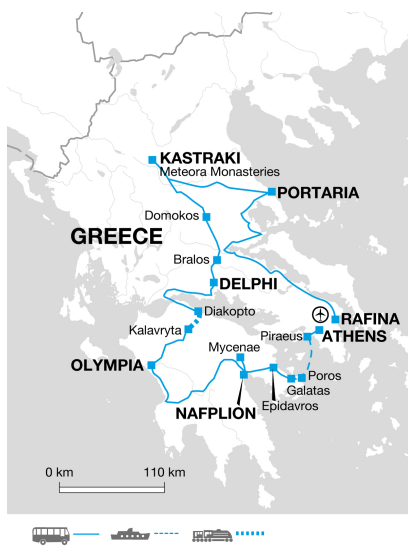 KASTRAKI
Meteora Monasteries
PORTARIA
Domokos
GREECE
Bralos
DELPHI
Diakopto
RAFINA
Kalavryta
Piraeus
ATHENS
Mycenae
OLYMPIA
Poros
Galatas
NAFPLION
Epidavros
0 km
110 km